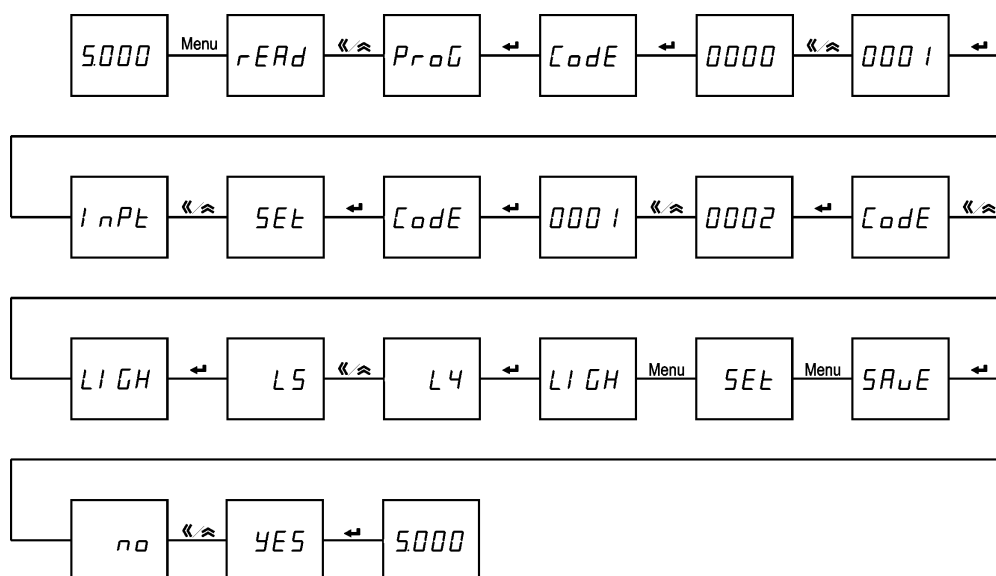 5.000 Menu rEAd ProG CodE 0000 0001
InPt SEt CodE 0001 0002 CodE
LIGH L5 L4 LIGH Menu SEt Menu SAvE
no YES 5.000